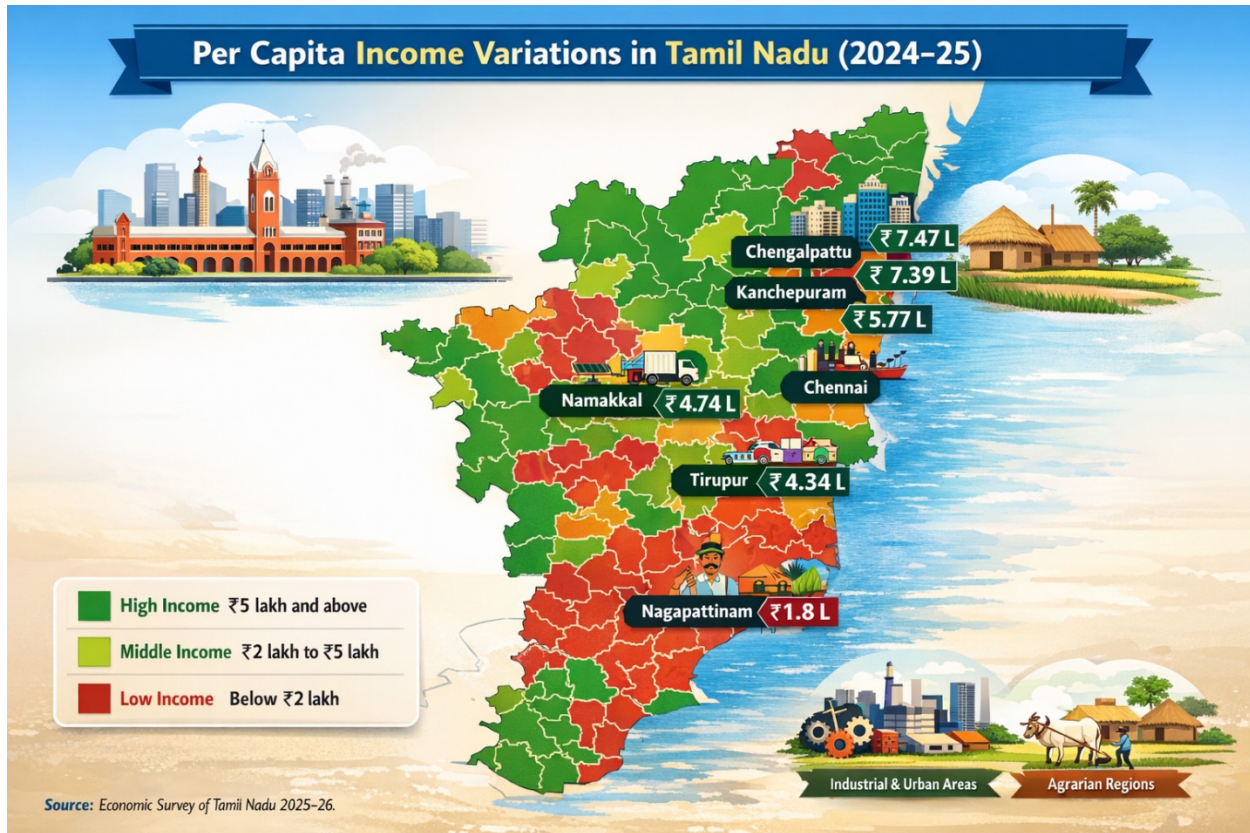 Per Capita Income Variations in Tamil Nadu (2024–25)
Chengalpattu
₹ 7.47 L
₹ 7.39 L
Kanchepuram
₹5.77 L
Chennai
Namakkal
₹4.74 L
Tirupur
₹4.34 L
Nagapattinam
₹1.8 L
High Income ₹5 lakh and above
Middle Income ₹2 lakh to ₹5 lakh
Low Income Below ₹2 lakh
Industrial & Urban Areas
Agrarian Regions
Source: Economic Survey of Tamil Nadu 2025–26.